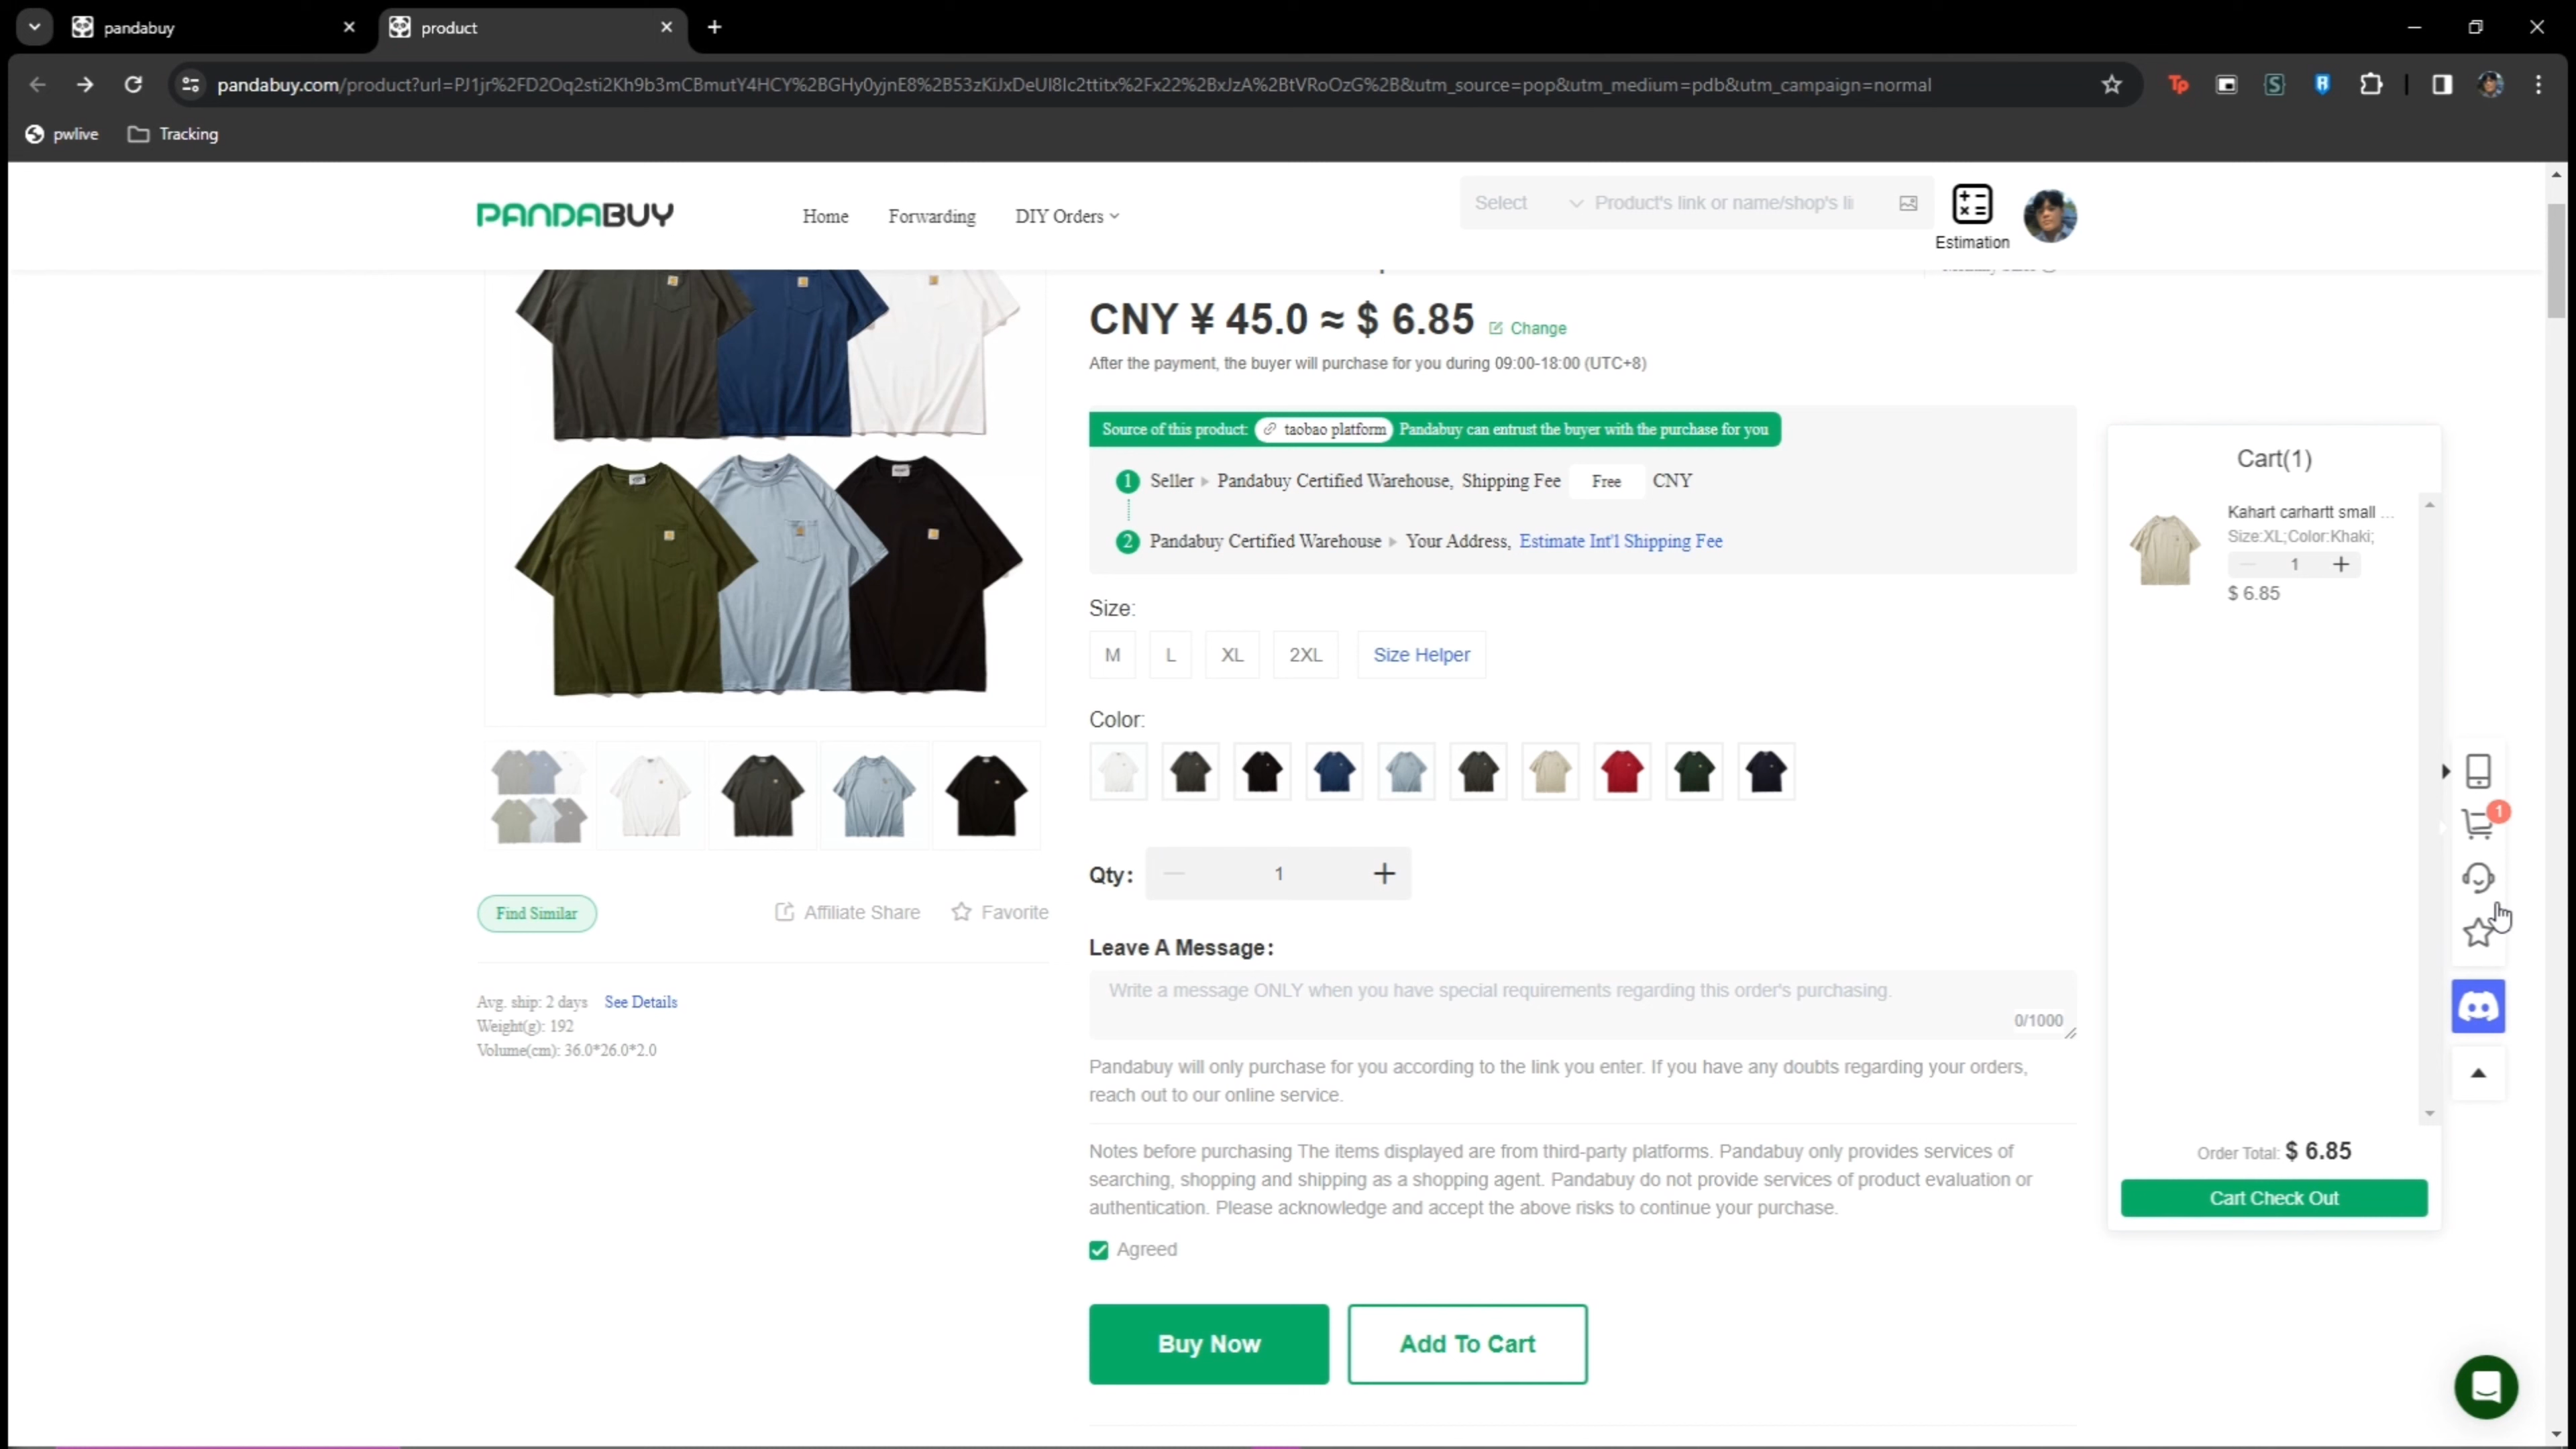 pandabuy
product
pandabuy.com/product?url=PJ1jr%2FD2Oq2sti2Kh9b3mCBmutY4HCY%2BGHy0yjnE8%2B53zKiJxDeUI8Ic2ttitx%2Fx22%2BxJzA%2BtVRoOzG%2B&utm_source=pop&utm_medium=pdb&utm_campaign=normal
pwlive
Tracking
PANDABUY
Home
Forwarding
DIY Orders
Select
Product's link or name/shop's li
Estimation
CNY ¥ 45.0 ≈ $ 6.85
Change
After the payment, the buyer will purchase for you during 09:00-18:00 (UTC+8)
Source of this product: taobao platform Pandabuy can entrust the buyer with the purchase for you
1 Seller Pandabuy Certified Warehouse, Shipping Fee Free CNY
2 Pandabuy Certified Warehouse Your Address, Estimate Int'l Shipping Fee
Size:
M L XL 2XL Size Helper
Color:
Qty: 1
Leave A Message:
Write a message ONLY when you have special requirements regarding this order's purchasing.
0/1000
Pandabuy will only purchase for you according to the link you enter. If you have any doubts regarding your orders,
reach out to our online service.
Notes before purchasing The items displayed are from third-party platforms. Pandabuy only provides services of
searching, shopping and shipping as a shopping agent. Pandabuy do not provide services of product evaluation or
authentication. Please acknowledge and accept the above risks to continue your purchase.
Agreed
Buy Now
Add To Cart
Find Similar
Affiliate Share
Favorite
Avg. ship: 2 days See Details
Weight(g): 192
Volume(cm): 36.0*26.0*2.0
Cart(1)
Kahart carhartt small ...
Size:XL;Color:Khaki;
1
$ 6.85
Order Total: $ 6.85
Cart Check Out
1